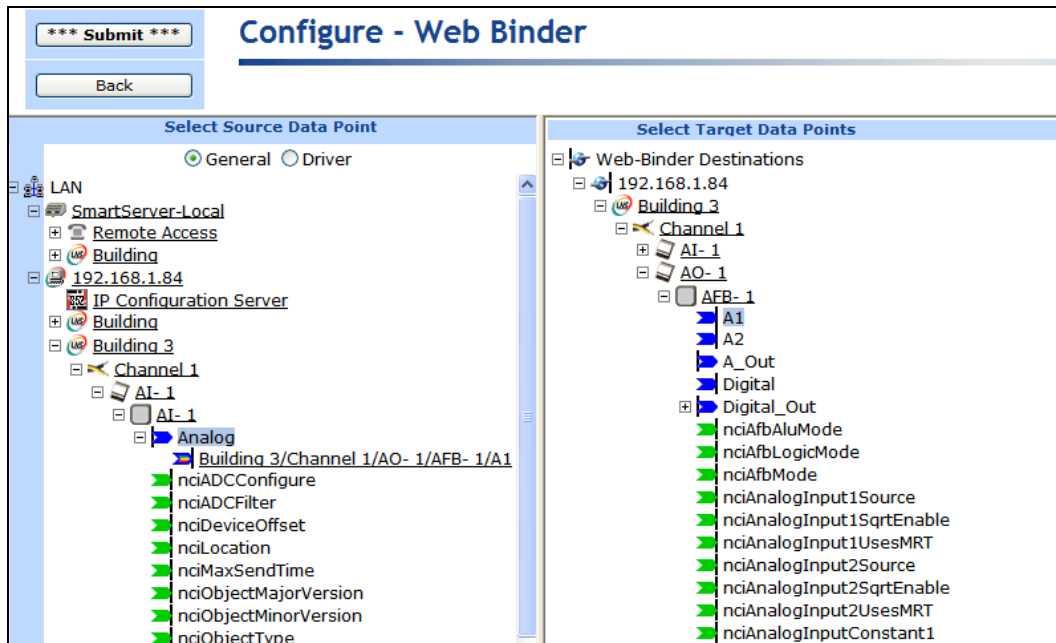 *** Submit ***
Configure - Web Binder
Back
Select Source Data Point
General Driver
LAN
SmartServer-Local
Remote Access
Building
192.168.1.84
IP Configuration Server
Building
Building 3
Channel 1
AI- 1
AI- 1
Analog
Building 3/Channel 1/AO- 1/AFB- 1/A1
nciADCConfigure
nciADCFilter
nciDeviceOffset
nciLocation
nciMaxSendTime
nciObjectMajorVersion
nciObjectMinorVersion
nciObjectType
Select Target Data Points
Web-Binder Destinations
192.168.1.84
Building 3
Channel 1
AI- 1
AO- 1
AFB- 1
A1
A2
A_Out
Digital
Digital_Out
nciAfbAluMode
nciAfbLogicMode
nciAfbMode
nciAnalogInput1Source
nciAnalogInput1SqrtEnable
nciAnalogInput1UsesMRT
nciAnalogInput2Source
nciAnalogInput2SqrtEnable
nciAnalogInput2UsesMRT
nciAnalogInputConstant1